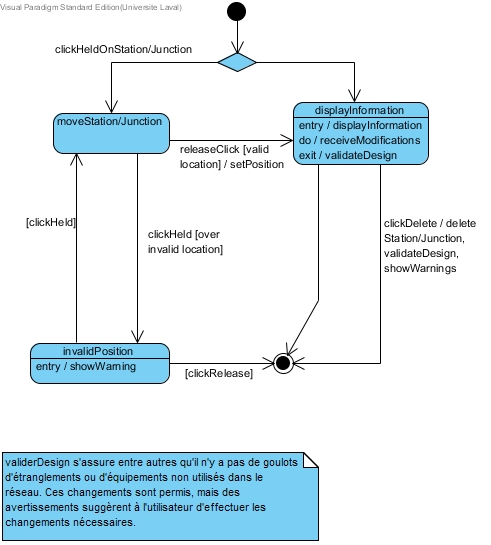 Visual Paradigm Standard Edition(Universite Laval)
clickHeldOnStation/Junction
moveStation/Junction
displayInformation
entry / displayInformation
do / receiveModifications
exit / validateDesign
releaseClick [valid
location] / setPosition
[clickHeld]
clickHeld [over
invalid location]
clickDelete / delete
Station/Junction,
validateDesign,
showWarnings
invalidPosition
entry / showWarning
[clickRelease]
validerDesign s'assure entre autres qu'il n'y a pas de goulots
d'étranglements ou d'équipements non utilisés dans le
réseau. Ces changements sont permis, mais des
avertissements suggèrent à l'utilisateur d'effectuer les
changements nécessaires.